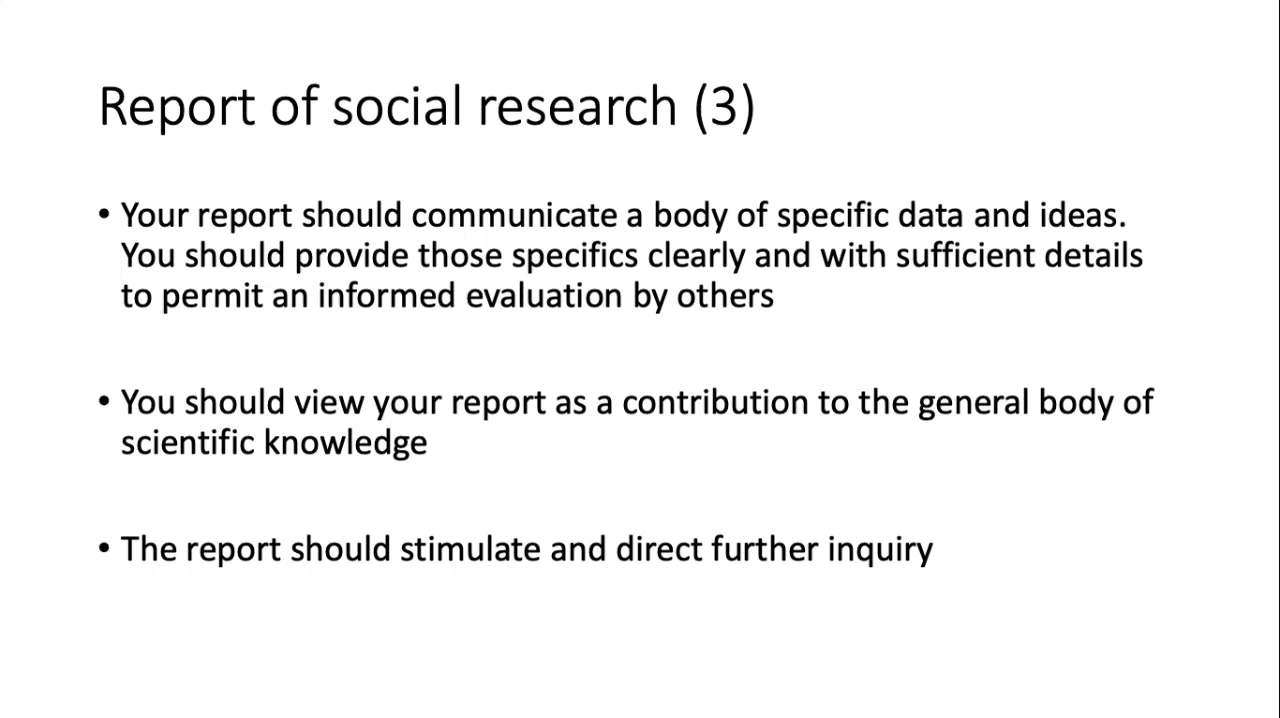 Report of social research (3)
• Your report should communicate a body of specific data and ideas.
You should provide those specifics clearly and with sufficient details
to permit an informed evaluation by others
• You should view your report as a contribution to the general body of
scientific knowledge
• The report should stimulate and direct further inquiry